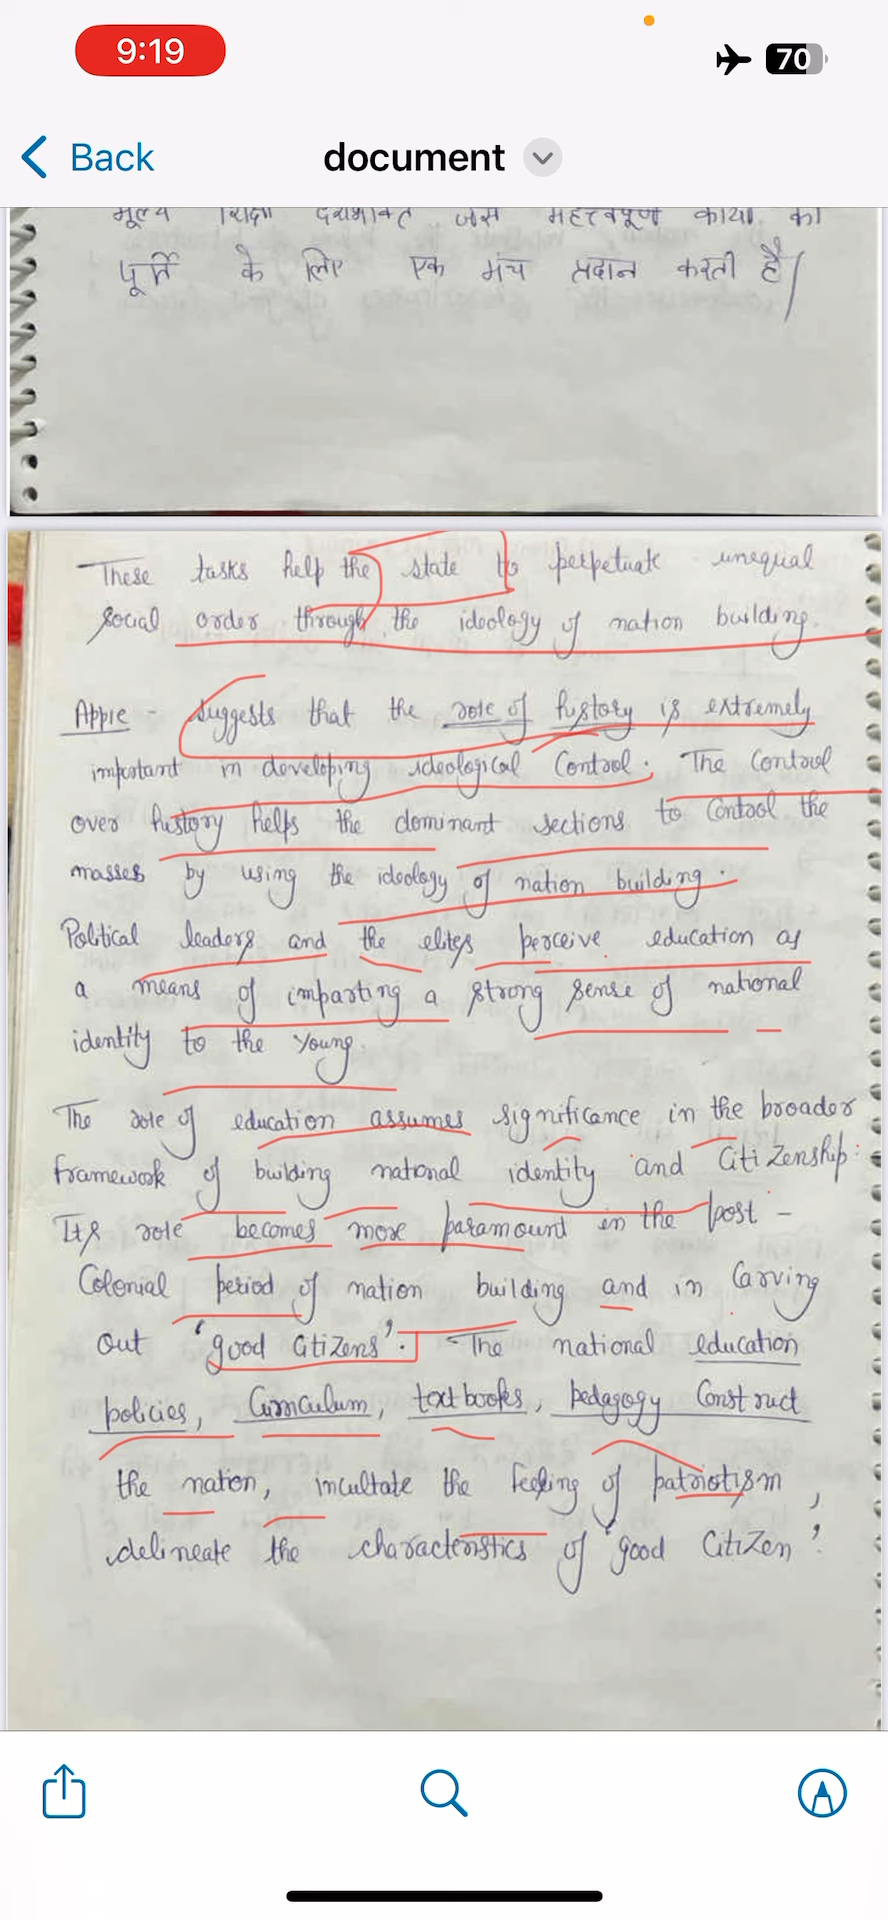 9:19
70
Back
document
मूल्य शिक्षा देशभक्ति जैसे महत्त्वपूर्ण कार्यों की
पूर्ति के लिए एक मंच प्रदान करती है/
These tasks help the state to perpetuate unequal
social order through the ideology of nation building.
Apple - suggests that the role of history is extremely
important in developing ideological Control. The Control
over history helps the dominant sections to Control the
masses by using the ideology of nation building.
Political leaders and the elites perceive education as
a means of imparting a strong sense of national
identity to the young.
The role of education assumes significance in the broader
framework of building national identity and Citizenship.
Its role becomes more paramount in the post -
Colonial period of nation building and in Carving
out 'good Citizens'. The national education
policies, Curriculum, textbooks, pedagogy Construct
the nation, incultate the feeling of patriotism,
delineate the characteristics of 'good Citizen'.